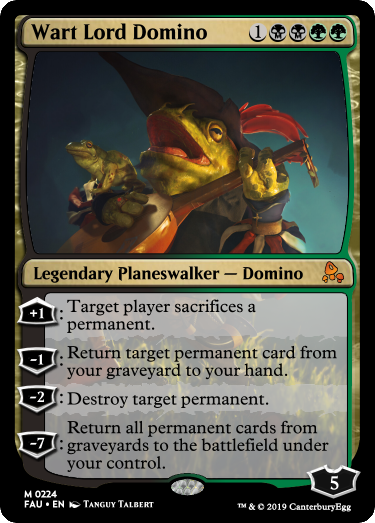 Wart Lord Domino 1
Legendary Planeswalker — Domino
+1: Target player sacrifices a
permanent.
-1: Return target permanent card from
your graveyard to your hand.
-2: Destroy target permanent.
-7: Return all permanent cards from
graveyards to the battlefield under
your control.
5
M 0224
FAU • EN Tanguy Talbert
™ & © 2019 CanterburyEgg